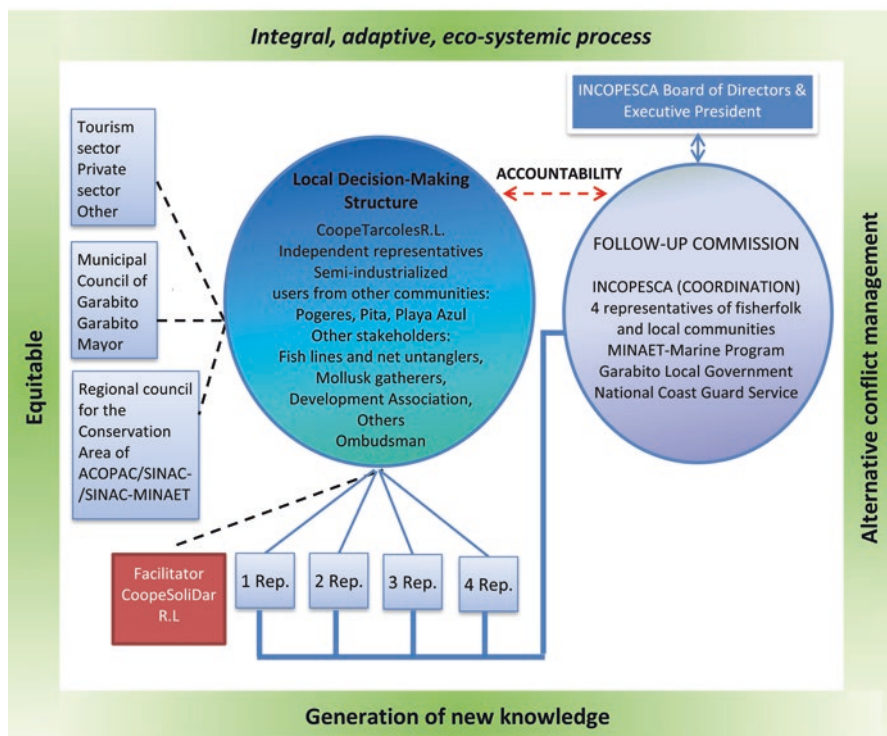 Integral, adaptive, eco-systemic process
INCOPESCA Board of Directors &
Executive President
Tourism
sector
Private
sector
Other
Municipal
Council of
Garabito
Garabito
Mayor
Regional council
for the
Conservation
Area of
ACOPAC/SINAC-
/SINAC-MINAET
Local Decision-Making
Structure
CoopeTarcolesR.L.
Independent representatives
Semi-industrialized
users from other communities:
Pogeres, Pita, Playa Azul
Other stakeholders:
Fish lines and net untanglers,
Mollusk gatherers,
Development Association,
Others
Ombudsman
ACCOUNTABILITY
FOLLOW-UP COMMISSION
INCOPESCA (COORDINATION)
4 representatives of fisherfolk
and local communities
MINAET-Marine Program
Garabito Local Government
National Coast Guard Service
Facilitator
CoopeSoliDar
R.L
1 Rep.
2 Rep.
3 Rep.
4 Rep.
Equitable
Alternative conflict management
Generation of new knowledge